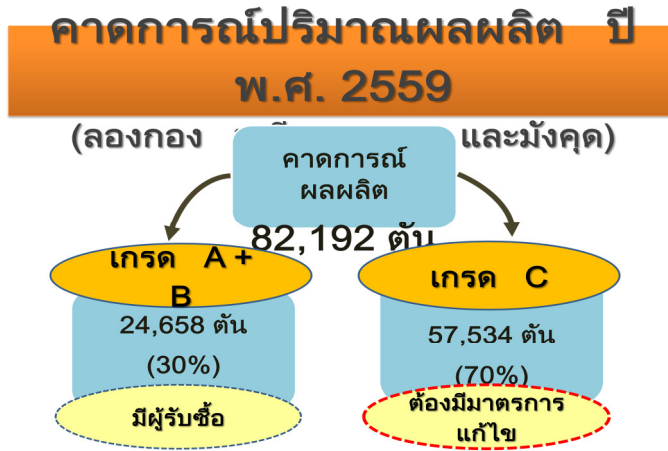 คาดการณ์ปริมาณผลผลิต ปี
พ.ศ. 2559
(ลองกอง และมังคุด)
คาดการณ์
ผลผลิต
82,192 ตัน
เกรด A +
B
24,658 ตัน
(30%)
มีผู้รับซื้อ
เกรด C
57,534 ตัน
(70%)
ต้องมีมาตรการ
แก้ไข